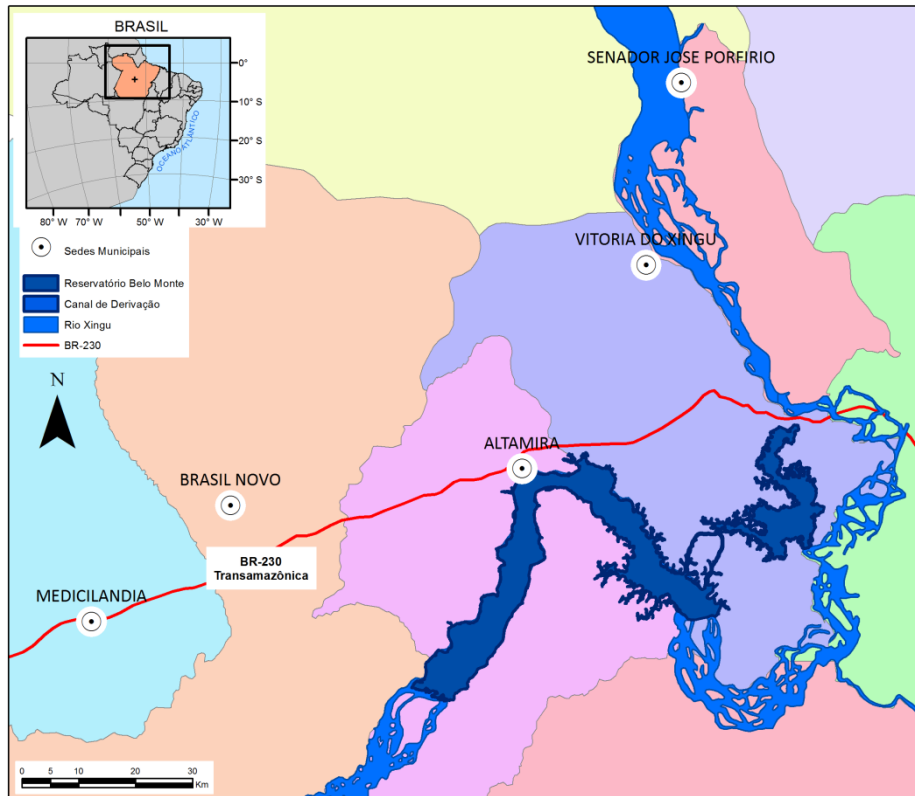 BRASIL
0°
10° S
20° S
30° S
OCEANO ATLÂNTICO
80° W 70° W 50° W 30° W
Sedes Municipais
Reservatório Belo Monte
Canal de Derivação
Rio Xingu
BR-230
N
SENADOR JOSE PORFIRIO
VITORIA DO XINGU
ALTAMIRA
BRASIL NOVO
BR-230
Transamazônica
MEDICILANDIA
0 5 10 20 30
Km